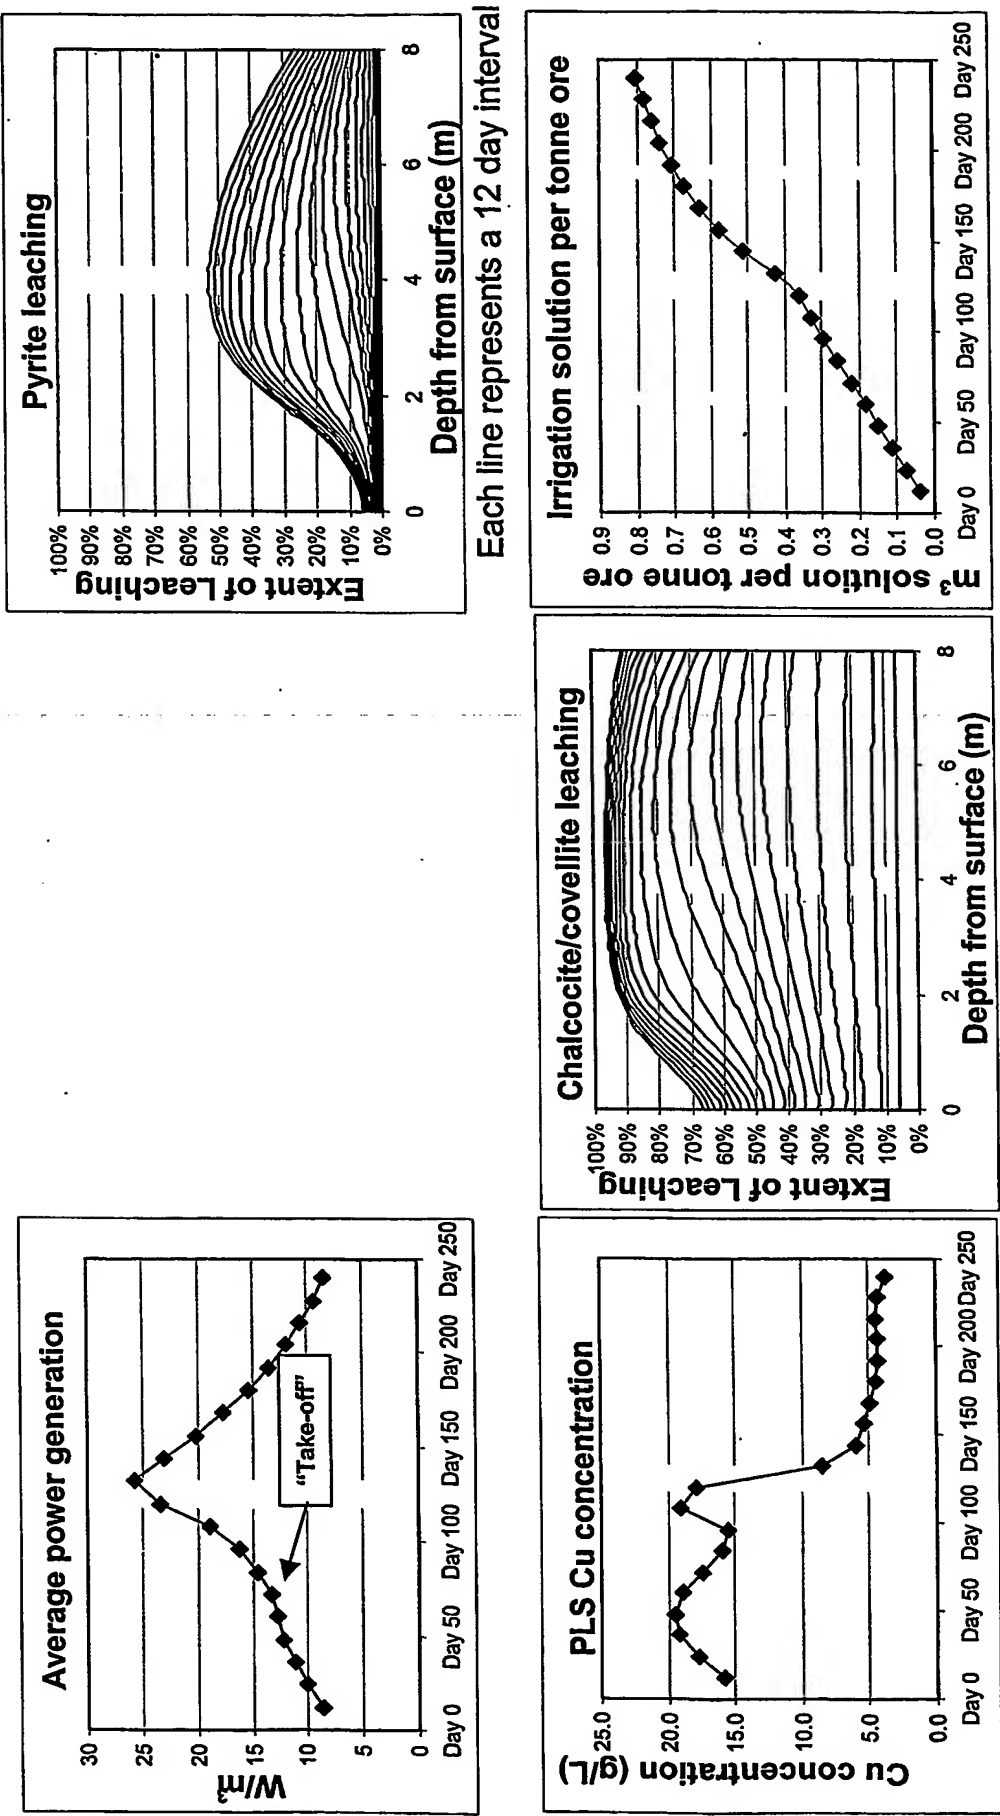 Average power generation
30
25
20
15
10
5
0
W/m³
"Take-off"
Day 0
Day 50
Day 100
Day 150
Day 200
Day 250
Pyrite leaching
100%
90%
80%
70%
60%
50%
40%
30%
20%
10%
0%
Extent of Leaching
0
2
4
6
8
Depth from surface (m)
Each line represents a 12 day interval
PLS Cu concentration
25.0
20.0
15.0
10.0
5.0
0.0
Cu concentration (g/L)
Day 0
Day 50
Day 100
Day 150
Day 200
Day 250
Chalcocite/covellite leaching
100%
90%
80%
70%
60%
50%
40%
30%
20%
10%
0%
Extent of Leaching
0
2
4
6
8
Depth from surface (m)
Irrigation solution per tonne ore
0.9
0.8
0.7
0.6
0.5
0.4
0.3
0.2
0.1
0.0
m³ solution per tonne ore
Day 0
Day 50
Day 100
Day 150
Day 200
Day 250